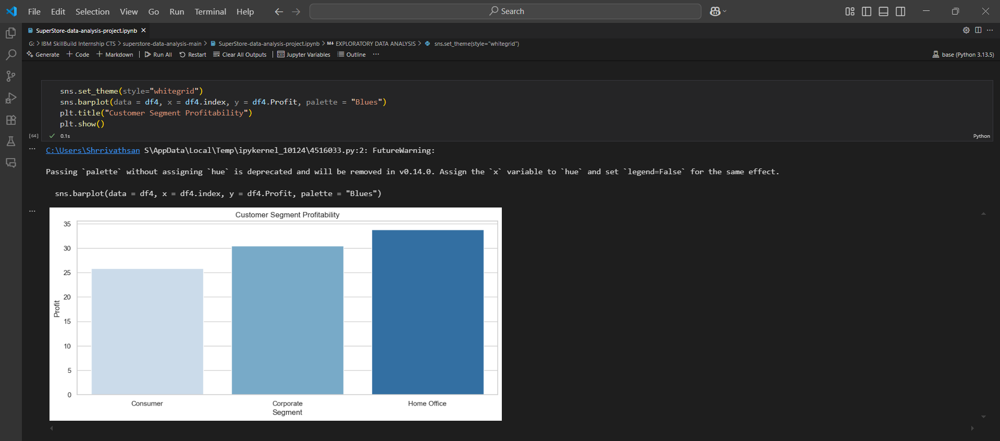 File Edit Selection View Go Run Terminal Help Search
SuperStore-data-analysis-project.ipynb
G: > IBM SkillBuild Internship CTS > superstore-data-analysis-main > SuperStore-data-analysis-project.ipynb > M↓ EXPLORATORY DATA ANALYSIS > sns.set_theme(style="whitegrid")
Generate + Code + Markdown Run All Restart Clear All Outputs Jupyter Variables Outline ... base (Python 3.13.5)
sns.set_theme(style="whitegrid")
sns.barplot(data = df4, x = df4.index, y = df4.Profit, palette = "Blues")
plt.title("Customer Segment Profitability")
plt.show()
[64] ✓ 0.1s Python
C:\Users\Shrrivathsan S\AppData\Local\Temp\ipykernel_10124\4516033.py:2: FutureWarning:
Passing `palette` without assigning `hue` is deprecated and will be removed in v0.14.0. Assign the `x` variable to `hue` and set `legend=False` for the same effect.
sns.barplot(data = df4, x = df4.index, y = df4.Profit, palette = "Blues")
Customer Segment Profitability
35
30
25
20
15
10
5
0
Profit
Consumer Corporate Home Office
Segment